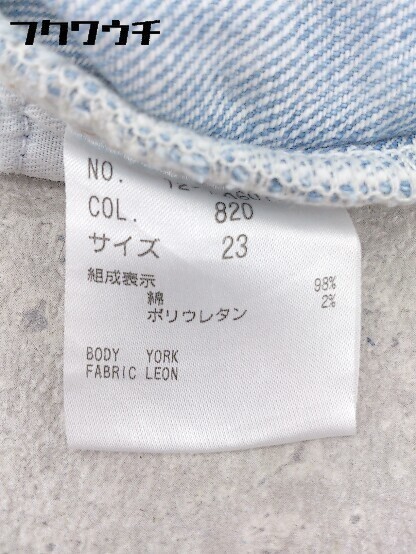 フクウクチ
NO.
COL. 820
サイズ 23
組成表示
綿 98%
ポリウレタン 2%
BODY YORK
FABRIC LEON